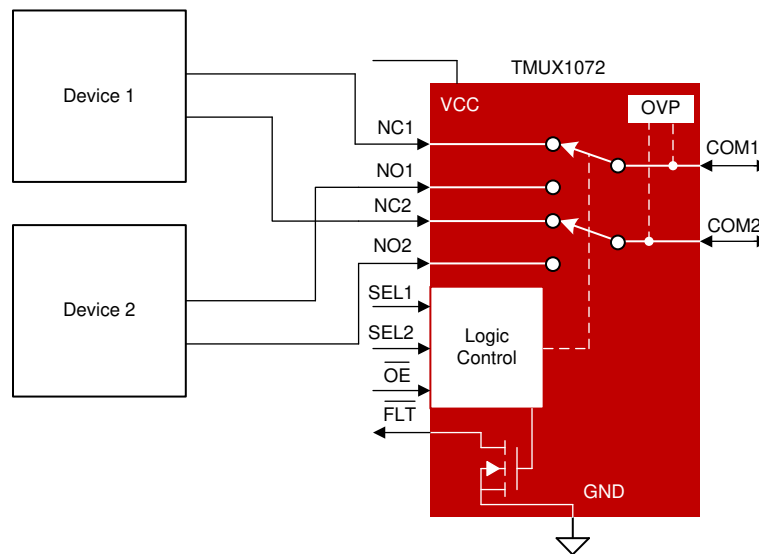 TMUX1072
Device 1
VCC
OVP
NC1
COM1
NO1
NC2
COM2
NO2
Device 2
SEL1
SEL2
Logic
Control
OE
FLT
GND